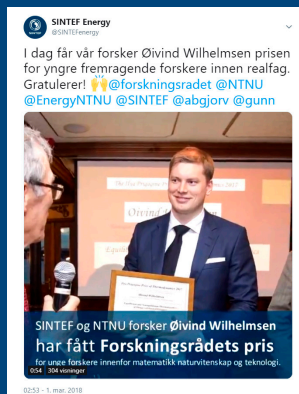 SINTEF Energy
@SINTEFenergy
I dag får vår forsker Øivind Wilhelmsen prisen
for yngre fremragende forskere innen realfag.
Gratulerer! 🙌@forskningsradet @NTNU
@EnergyNTNU @SINTEF @abgjorv @gunn
SINTEF og NTNU forsker Øivind Wilhelmsen
har fått Forskningsrådets pris
for unge forskere innenfor matematikk naturvitenskap og teknologi.
0:54 304 visninger
02:53 - 1. mar. 2018